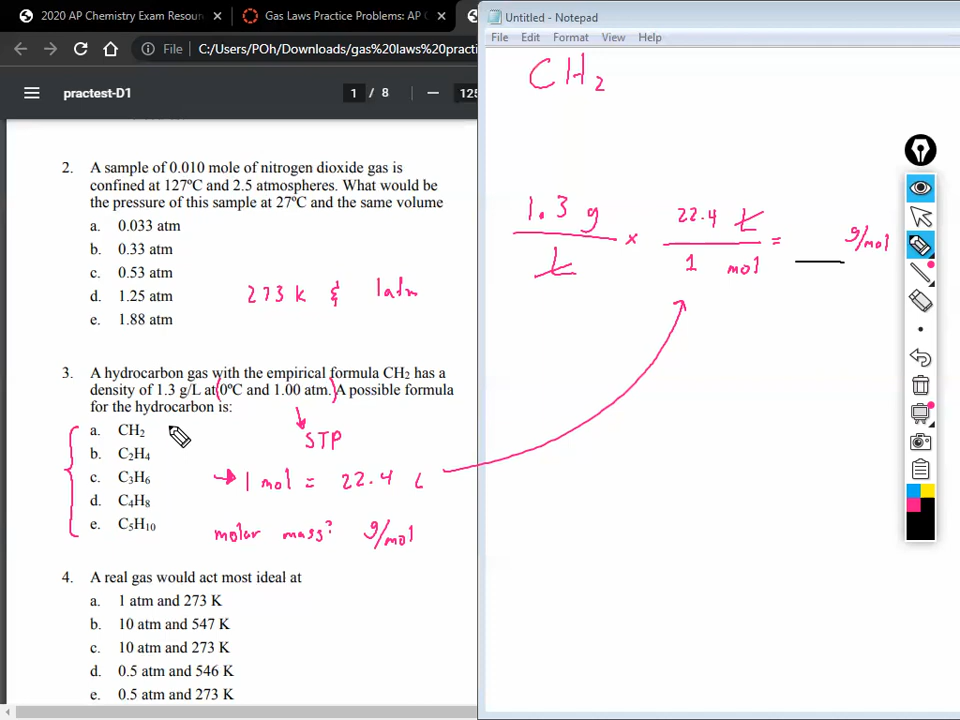 2020 AP Chemistry Exam Resour
Gas Laws Practice Problems: AP C
File
C:/Users/POh/Downloads/gas%20laws%20practi
practest-D1
1 / 8
125
2. A sample of 0.010 mole of nitrogen dioxide gas is
confined at 127ºC and 2.5 atmospheres. What would be
the pressure of this sample at 27ºC and the same volume
a. 0.033 atm
b. 0.33 atm
c. 0.53 atm
d. 1.25 atm
e. 1.88 atm
273 k & 1atm
3. A hydrocarbon gas with the empirical formula CH2 has a
density of 1.3 g/L at (0ºC and 1.00 atm.) A possible formula
for the hydrocarbon is:
a. CH2
b. C2H4
c. C3H6
d. C4H8
e. C5H10
STP
1 mol = 22.4 L
molar mass? g/mol
4. A real gas would act most ideal at
a. 1 atm and 273 K
b. 10 atm and 547 K
c. 10 atm and 273 K
d. 0.5 atm and 546 K
e. 0.5 atm and 273 K
Untitled - Notepad
File Edit Format View Help
CH2
1.3 g × 22.4 L = ___ g/mol
L 1 mol